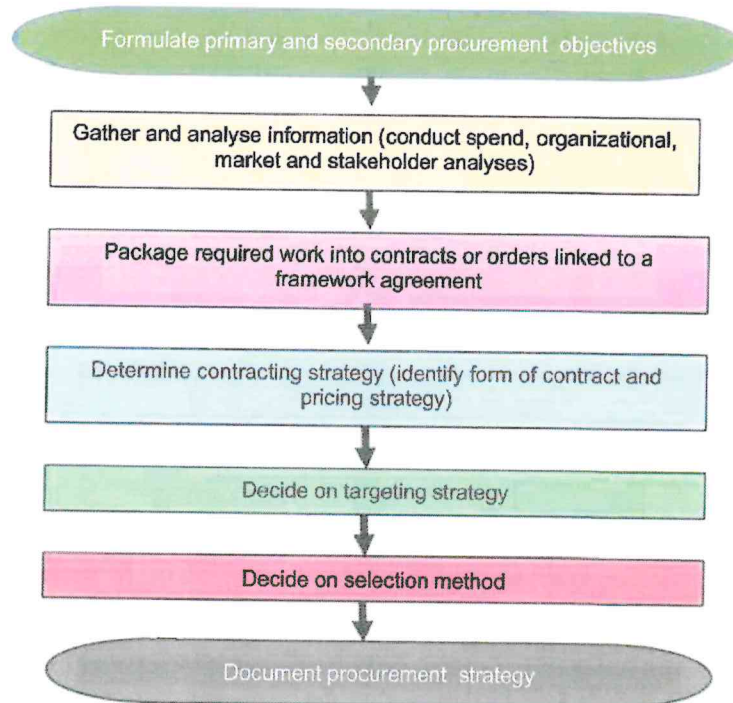 Formulate primary and secondary procurement objectives
Gather and analyse information (conduct spend, organizational,
market and stakeholder analyses)
Package required work into contracts or orders linked to a
framework agreement
Determine contracting strategy (identify form of contract and
pricing strategy)
Decide on targeting strategy
Decide on selection method
Document procurement strategy